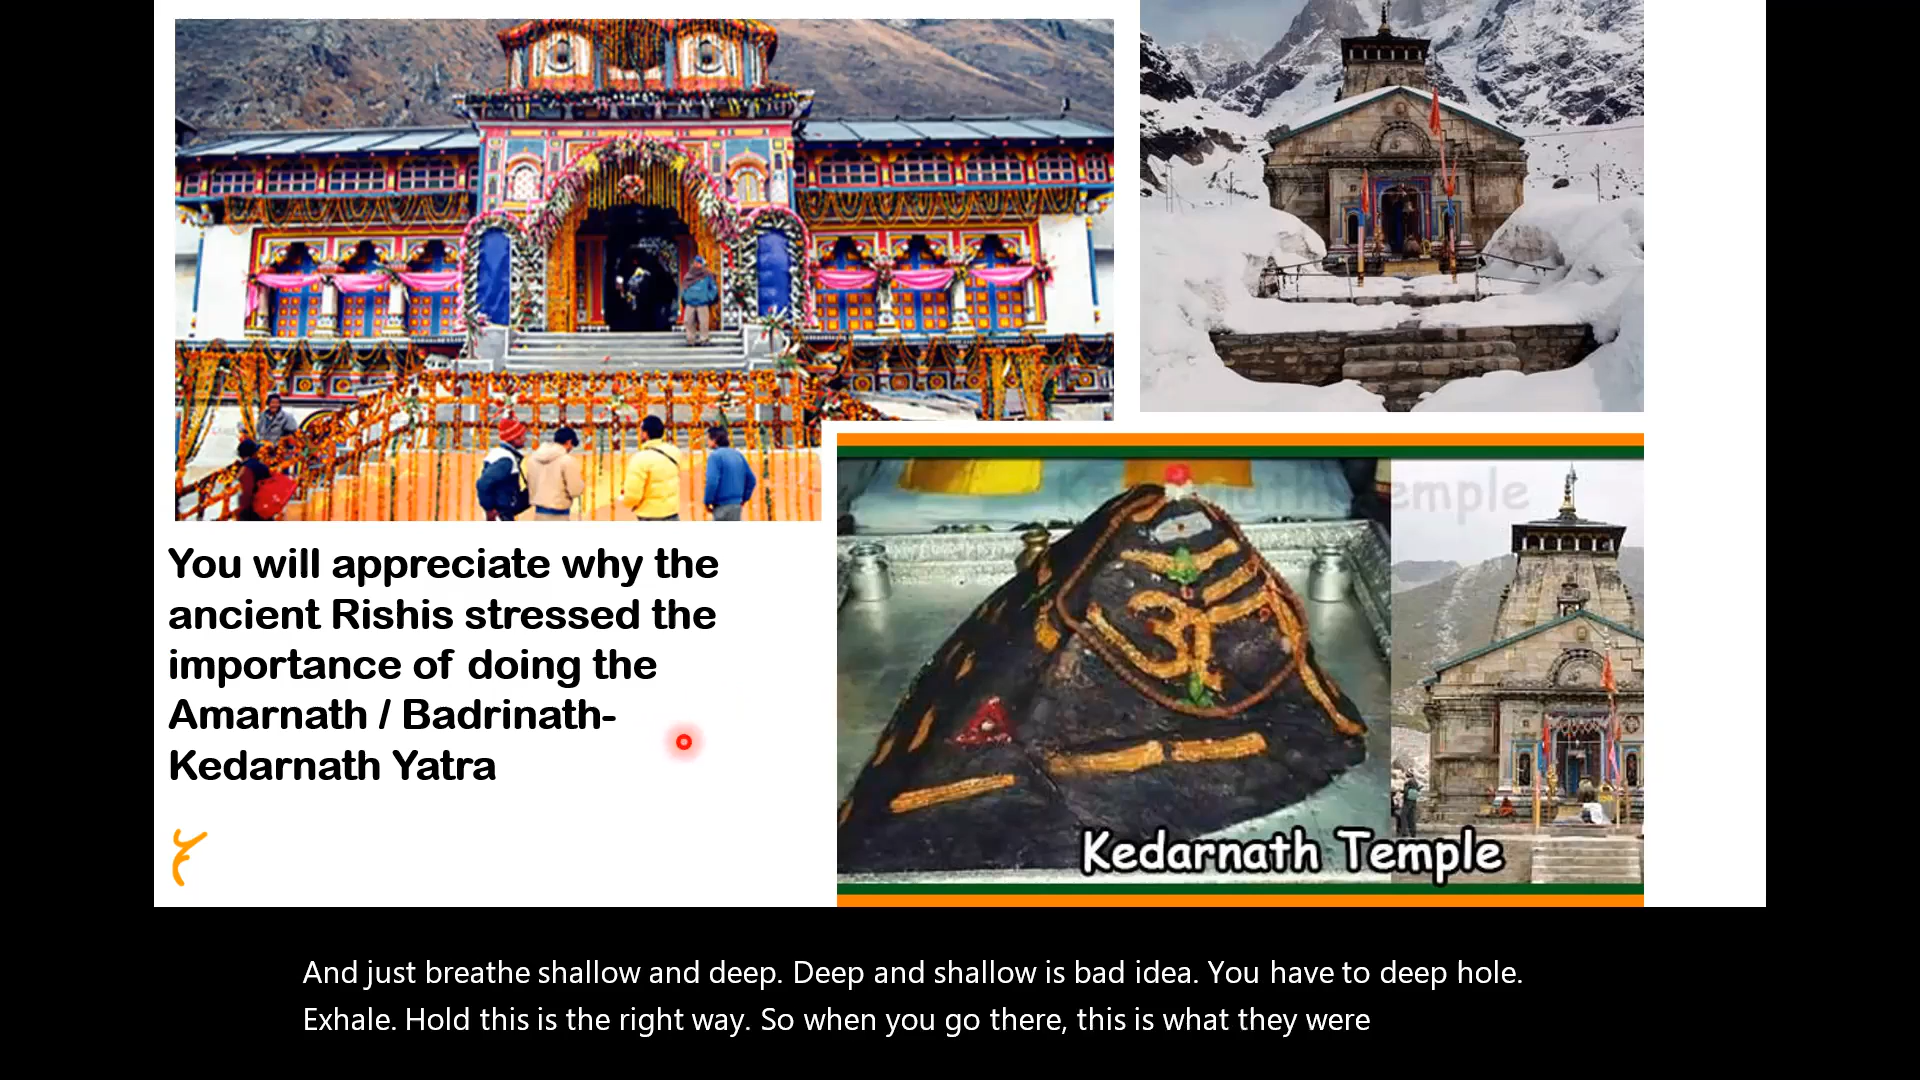 You will appreciate why the
ancient Rishis stressed the
importance of doing the
Amarnath / Badrinath-
Kedarnath Yatra
Kedarnath Temple
And just breathe shallow and deep. Deep and shallow is bad idea. You have to deep hole.
Exhale. Hold this is the right way. So when you go there, this is what they were